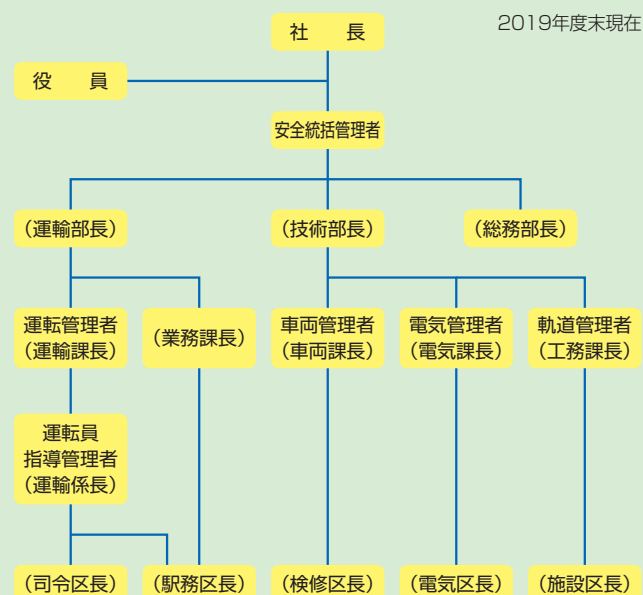 2019年度末現在
社　長
役　員
安全統括管理者
（運輸部長）
（技術部長）
（総務部長）
運転管理者
（運輸課長）
（業務課長）
車両管理者
（車両課長）
電気管理者
（電気課長）
軌道管理者
（工務課長）
運転員
指導管理者
（運輸係長）
（司令区長）
（駅務区長）
（検修区長）
（電気区長）
（施設区長）